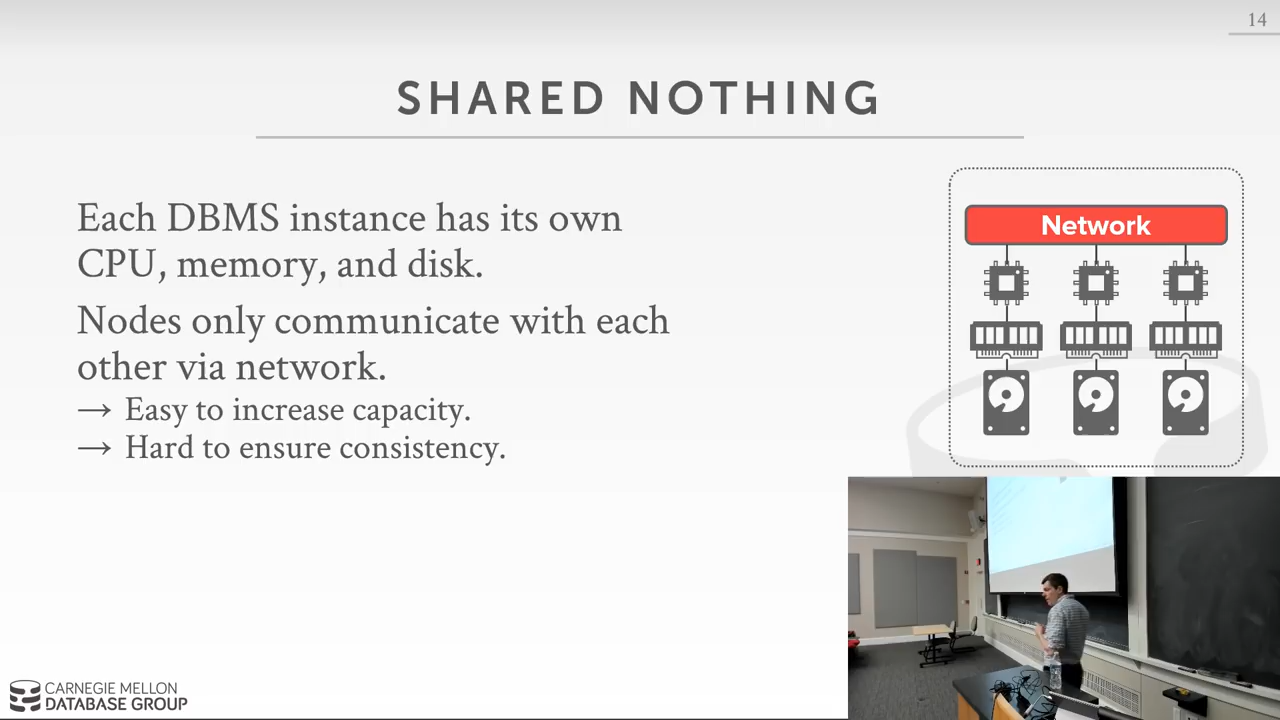 14
SHARED NOTHING
Each DBMS instance has its own
CPU, memory, and disk.
Nodes only communicate with each
other via network.
→ Easy to increase capacity.
→ Hard to ensure consistency.
Network
CARNEGIE MELLON
DATABASE GROUP